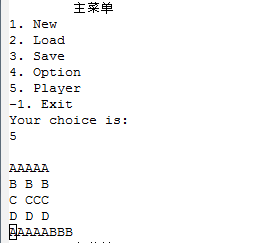 主菜单
1. New
2. Load
3. Save
4. Option
5. Player
-1. Exit
Your choice is:
5
AAAAA
B B B
C CCC
D D D
AAAAABBB